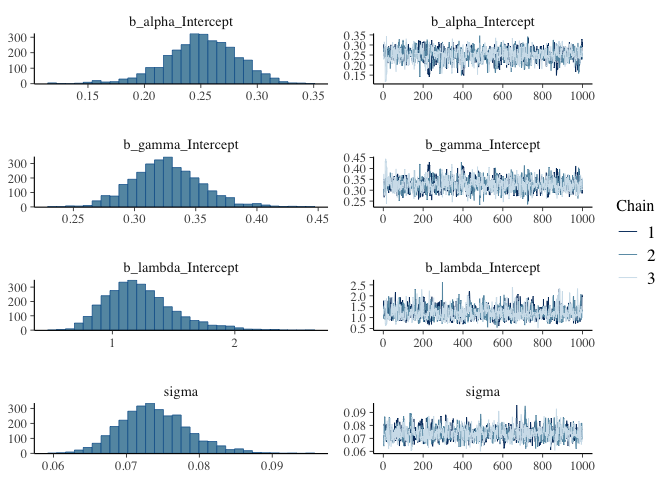 b_alpha_Intercept
300
200
100
0
0.15 0.20 0.25 0.30 0.35
b_alpha_Intercept
0.35
0.30
0.25
0.20
0.15
0 200 400 600 800 1000
b_gamma_Intercept
300
200
100
0
0.25 0.30 0.35 0.40 0.45
b_gamma_Intercept
0.45
0.40
0.35
0.30
0.25
0 200 400 600 800 1000
b_lambda_Intercept
300
200
100
0
1 2
b_lambda_Intercept
2.5
2.0
1.5
1.0
0.5
0 200 400 600 800 1000
sigma
300
200
100
0
0.06 0.07 0.08 0.09
sigma
0.09
0.08
0.07
0.06
0 200 400 600 800 1000
Chain
1
2
3